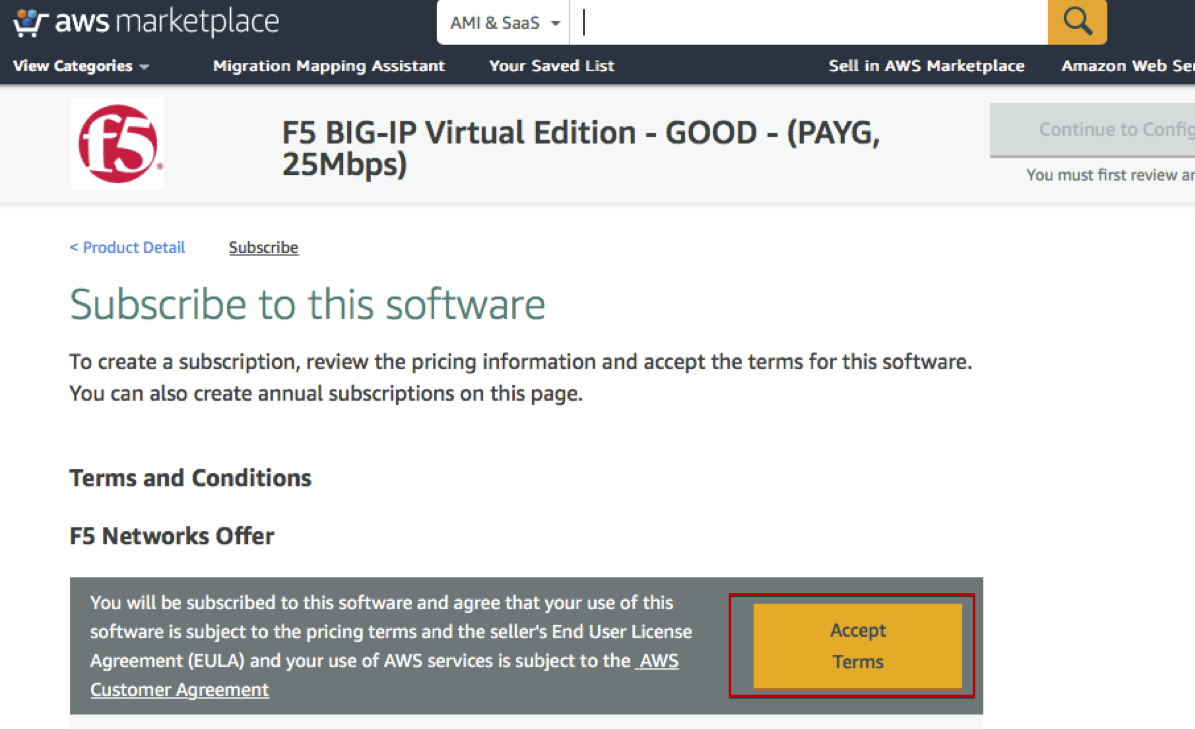 aws marketplace
AMI & SaaS
View Categories
Migration Mapping Assistant
Your Saved List
Sell in AWS Marketplace
Amazon Web
f5
F5 BIG-IP Virtual Edition - GOOD - (PAYG,
25Mbps)
Continue to
You must first review
< Product Detail
Subscribe
Subscribe to this software
To create a subscription, review the pricing information and accept the terms for this software.
You can also create annual subscriptions on this page.
Terms and Conditions
F5 Networks Offer
You will be subscribed to this software and agree that your use of this
software is subject to the pricing terms and the seller's End User License
Agreement (EULA) and your use of AWS services is subject to the AWS
Customer Agreement
Accept
Terms